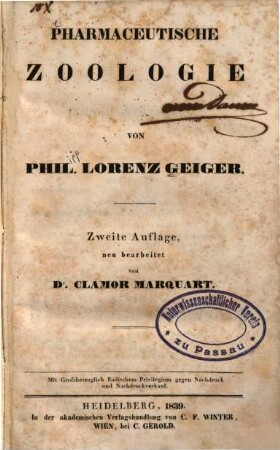 PHARMACEUTISCHE
ZOOLOGIE
VON
PHIL. LORENZ GEIGER.
Zweite Auflage,
neu bearbeitet
von
Dr. CLAMOR MARQUART.
Naturwissenschaftlicher Verein
zu Passau
Mit Großherzoglich Badischem Privilegium gegen Nachdruck
und Nachdruckverkauf.
HEIDELBERG, 1839.
In der akademischen Verlagshandlung von C. F. WINTER.
WIEN, bei C. GEROLD.